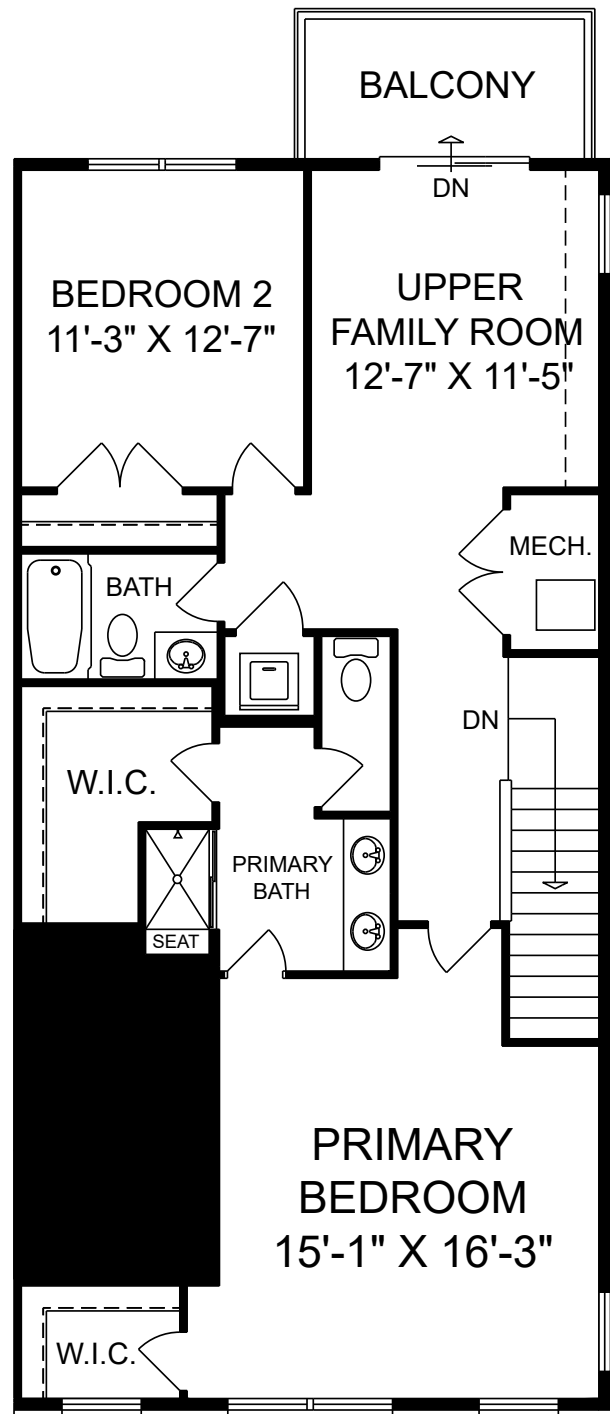 BALCONY
DN
BEDROOM 2
11'-3" X 12'-7"
UPPER
FAMILY ROOM
12'-7" X 11'-5"
MECH.
BATH
DN
W.I.C.
PRIMARY
BATH
SEAT
PRIMARY
BEDROOM
15'-1" X 16'-3"
W.I.C.